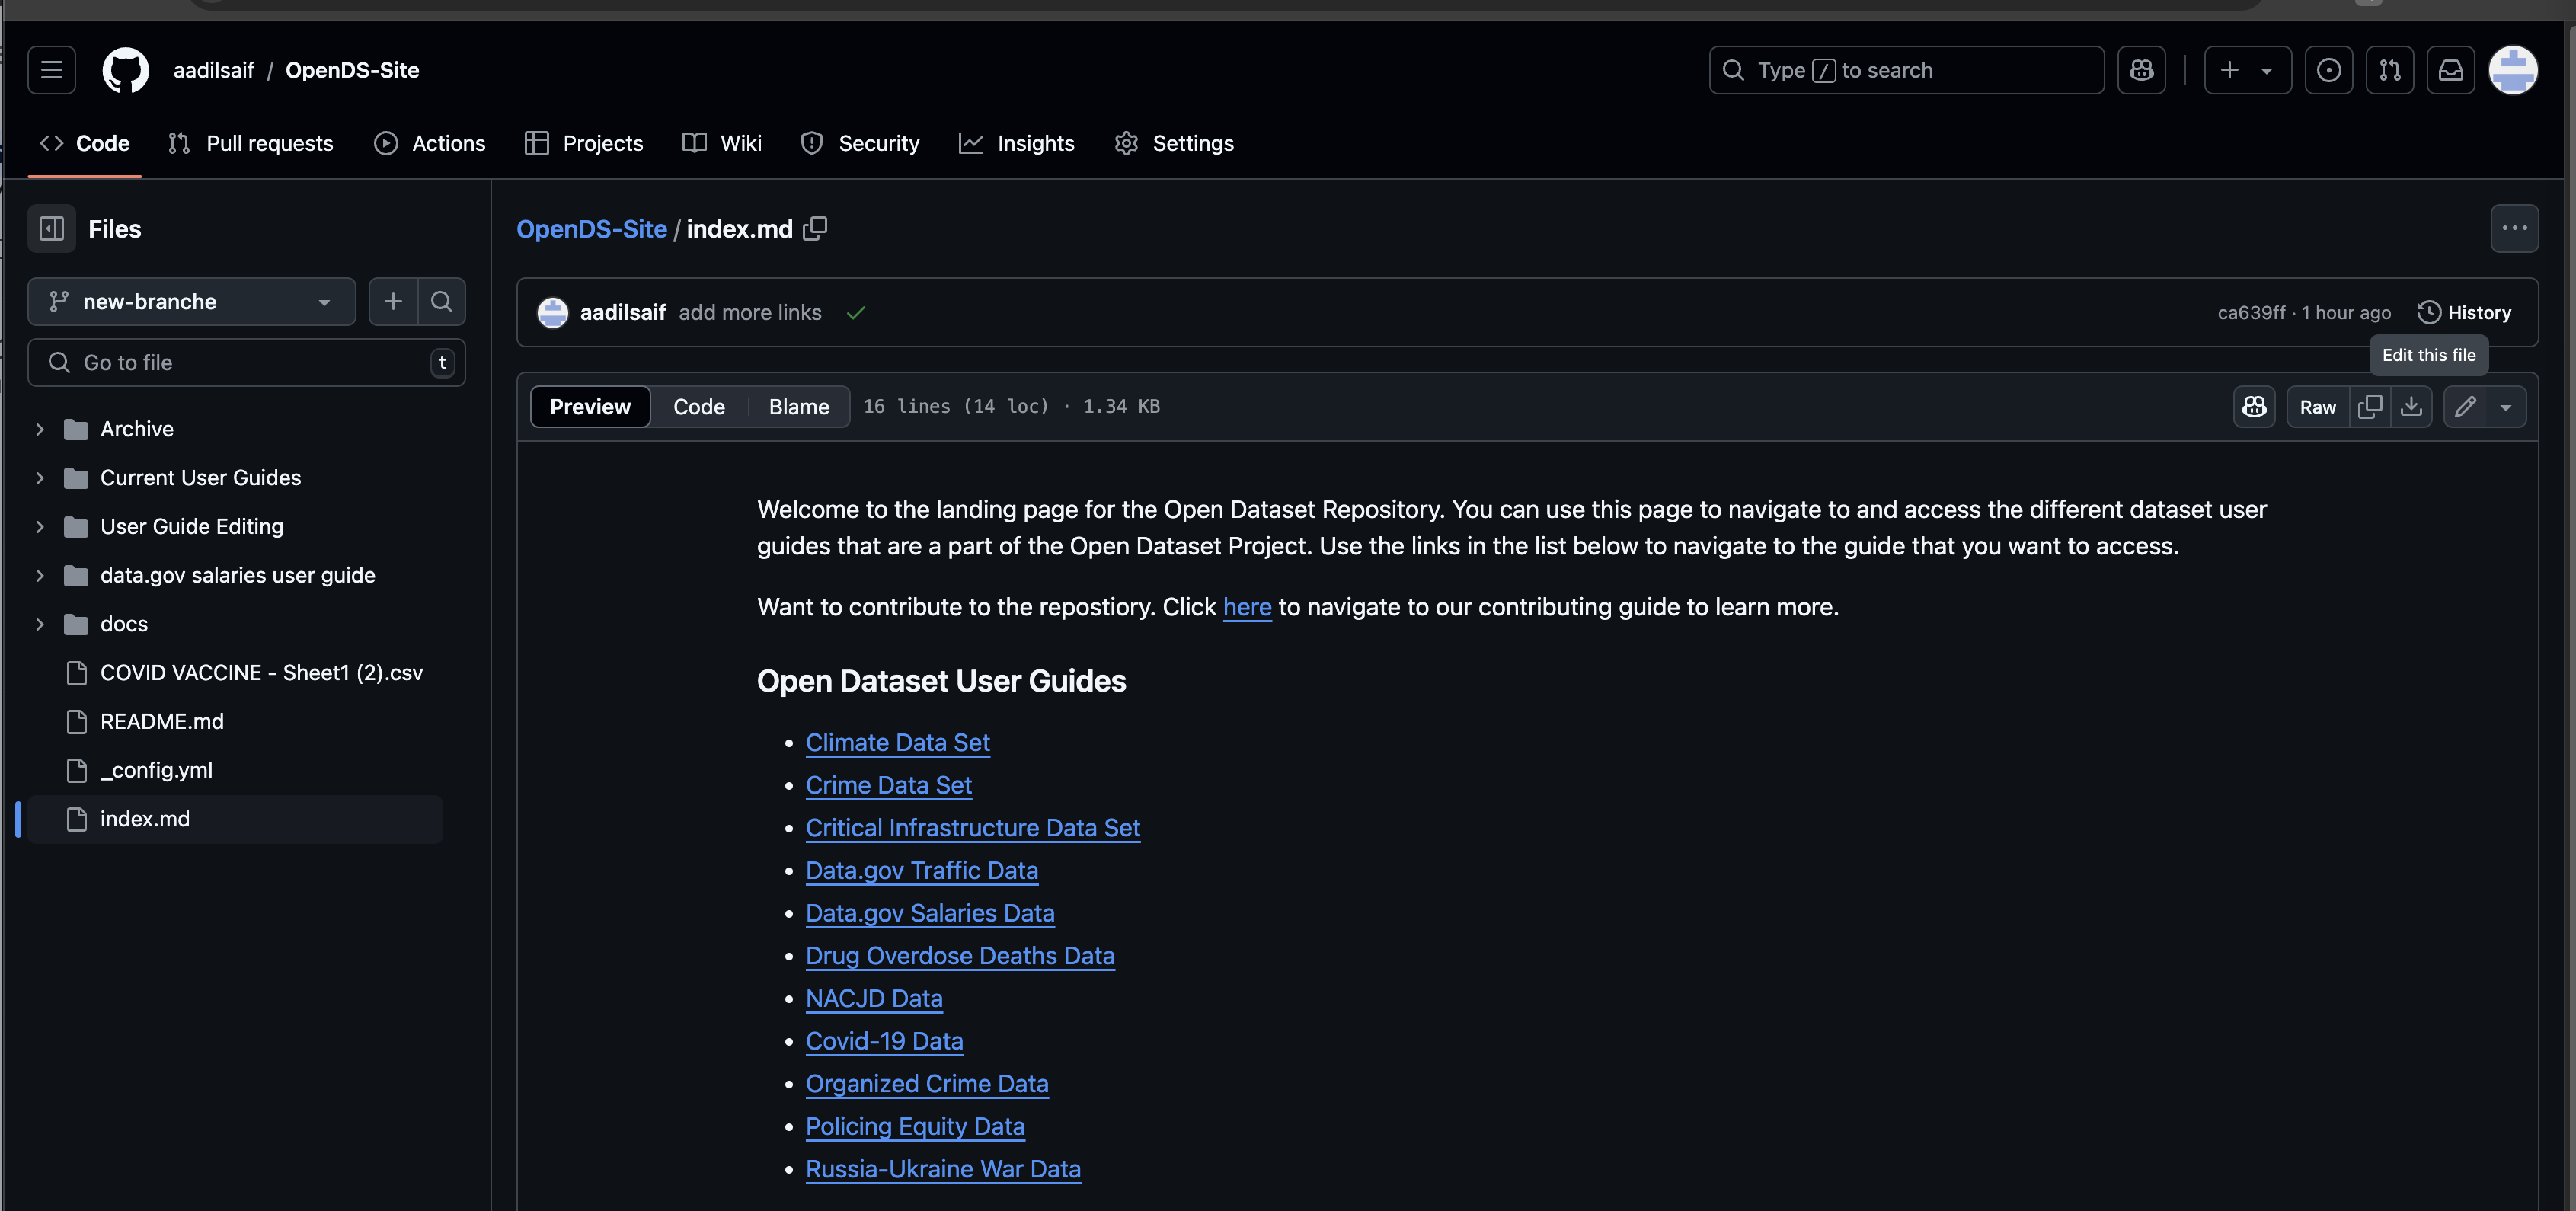 aadilsaif / OpenDS-Site
Type / to search
Code Pull requests Actions Projects Wiki Security Insights Settings
Files
new-branche
Go to file t
Archive
Current User Guides
User Guide Editing
data.gov salaries user guide
docs
COVID VACCINE - Sheet1 (2).csv
README.md
_config.yml
index.md
OpenDS-Site / index.md
aadilsaif add more links ca639ff · 1 hour ago History
Edit this file
Preview Code Blame 16 lines (14 loc) · 1.34 KB Raw
Welcome to the landing page for the Open Dataset Repository. You can use this page to navigate to and access the different dataset user
guides that are a part of the Open Dataset Project. Use the links in the list below to navigate to the guide that you want to access.
Want to contribute to the repostiory. Click here to navigate to our contributing guide to learn more.
Open Dataset User Guides
• Climate Data Set
• Crime Data Set
• Critical Infrastructure Data Set
• Data.gov Traffic Data
• Data.gov Salaries Data
• Drug Overdose Deaths Data
• NACJD Data
• Covid-19 Data
• Organized Crime Data
• Policing Equity Data
• Russia-Ukraine War Data